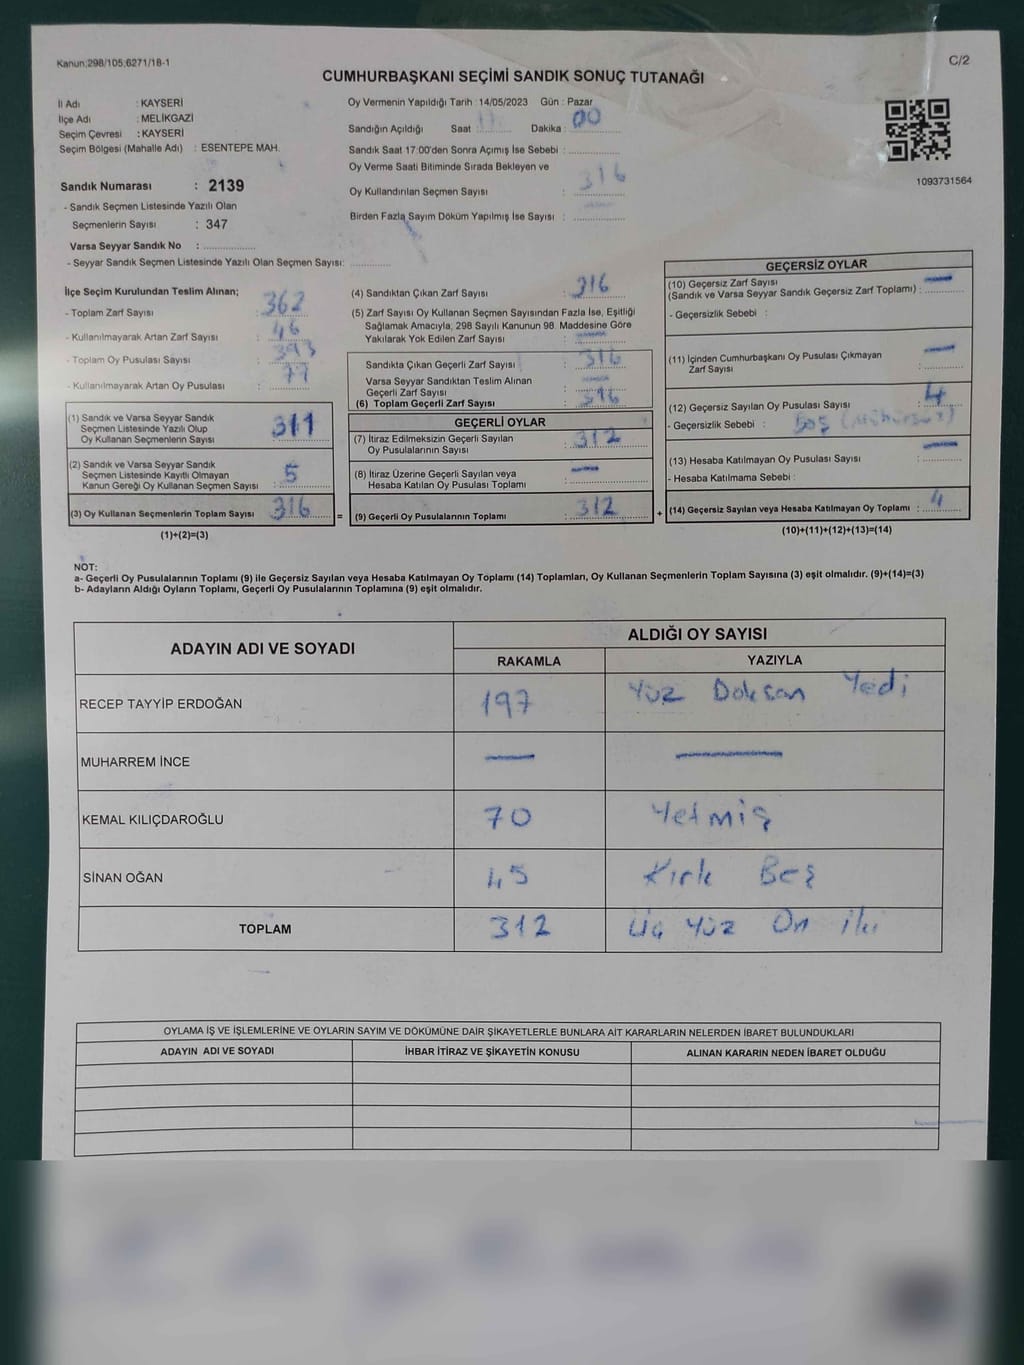 Kanun;298/105;6271/18-1
C/2
CUMHURBAŞKANI SEÇİMİ SANDIK SONUÇ TUTANAĞI
İl Adı : KAYSERİ
İlçe Adı : MELİKGAZİ
Seçim Çevresi : KAYSERİ
Seçim Bölgesi (Mahalle Adı) : ESENTEPE MAH.
Sandık Numarası : 2139
- Sandık Seçmen Listesinde Yazılı Olan
Seçmenlerin Sayısı : 347
Varsa Seyyar Sandık No : ................
- Seyyar Sandık Seçmen Listesinde Yazılı Olan Seçmen Sayısı: ............
Oy Vermenin Yapıldığı Tarih : 14/05/2023 Gün : Pazar
Sandığın Açıldığı Saat : Dakika : 00
Sandık Saat 17:00'den Sonra Açımış İse Sebebi : ................
Oy Verme Saati Bitiminde Sırada Bekleyen ve
Oy Kullandırılan Seçmen Sayısı : 316
Birden Fazla Sayım Döküm Yapılmış İse Sayısı : —
1093731564
İlçe Seçim Kurulundan Teslim Alınan;
- Toplam Zarf Sayısı : 362
- Kullanılmayarak Artan Zarf Sayısı : 46
- Toplam Oy Pusulası Sayısı : 393
- Kullanılmayarak Artan Oy Pusulası : 77
(1) Sandık ve Varsa Seyyar Sandık
Seçmen Listesinde Yazılı Olup
Oy Kullanan Seçmenlerin Sayısı : 311
(2) Sandık ve Varsa Seyyar Sandık
Seçmen Listesinde Kayıtlı Olmayan
Kanun Gereği Oy Kullanan Seçmen Sayısı : 5
(3) Oy Kullanan Seçmenlerin Toplam Sayısı 316
(1)+(2)=(3)
=
(4) Sandıktan Çıkan Zarf Sayısı : 316
(5) Zarf Sayısı Oy Kullanan Seçmen Sayısından Fazla İse, Eşitliği
Sağlamak Amacıyla, 298 Sayılı Kanunun 98. Maddesine Göre
Yakılarak Yok Edilen Zarf Sayısı : —
Sandıkta Çıkan Geçerli Zarf Sayısı : 316
Varsa Seyyar Sandıktan Teslim Alınan
Geçerli Zarf Sayısı : —
(6) Toplam Geçerli Zarf Sayısı : 316
GEÇERLİ OYLAR
(7) İtiraz Edilmeksizin Geçerli Sayılan
Oy Pusulalarının Sayısı : 312
(8) İtiraz Üzerine Geçerli Sayılan veya
Hesaba Katılan Oy Pusulası Toplamı : —
(9) Geçerli Oy Pusulalarının Toplamı : 312
+
GEÇERSİZ OYLAR
(10) Geçersiz Zarf Sayısı
(Sandık ve Varsa Seyyar Sandık Geçersiz Zarf Toplamı) : —
- Geçersizlik Sebebi :
(11) İçinden Cumhurbaşkanı Oy Pusulası Çıkmayan
Zarf Sayısı : —
(12) Geçersiz Sayılan Oy Pusulası Sayısı : 4
- Geçersizlik Sebebi : Boş
(13) Hesaba Katılmayan Oy Pusulası Sayısı : —
- Hesaba Katılmama Sebebi :
(14) Geçersiz Sayılan veya Hesaba Katılmayan Oy Toplamı : 4
(10)+(11)+(12)+(13)=(14)
NOT:
a- Geçerli Oy Pusulalarının Toplamı (9) ile Geçersiz Sayılan veya Hesaba Katılmayan Oy Toplamı (14) Toplamları, Oy Kullanan Seçmenlerin Toplam Sayısına (3) eşit olmalıdır. (9)+(14)=(3)
b- Adayların Aldığı Oyların Toplamı, Geçerli Oy Pusulalarının Toplamına (9) eşit olmalıdır.
ADAYIN ADI VE SOYADI ALDIĞI OY SAYISI
RAKAMLA YAZIYLA
RECEP TAYYİP ERDOĞAN 197 Yüz Doksan Yedi
MUHARREM İNCE — —
KEMAL KILIÇDAROĞLU 70 Yetmiş
SİNAN OĞAN 45 Kırk Beş
TOPLAM 312 Üç Yüz On iki
OYLAMA İŞ VE İŞLEMLERİNE VE OYLARIN SAYIM VE DÖKÜMÜNE DAİR ŞİKAYETLERLE BUNLARA AİT KARARLARIN NELERDEN İBARET BULUNDUKLARI
ADAYIN ADI VE SOYADI İHBAR İTİRAZ VE ŞİKAYETİN KONUSU ALINAN KARARIN NEDEN İBARET OLDUĞU